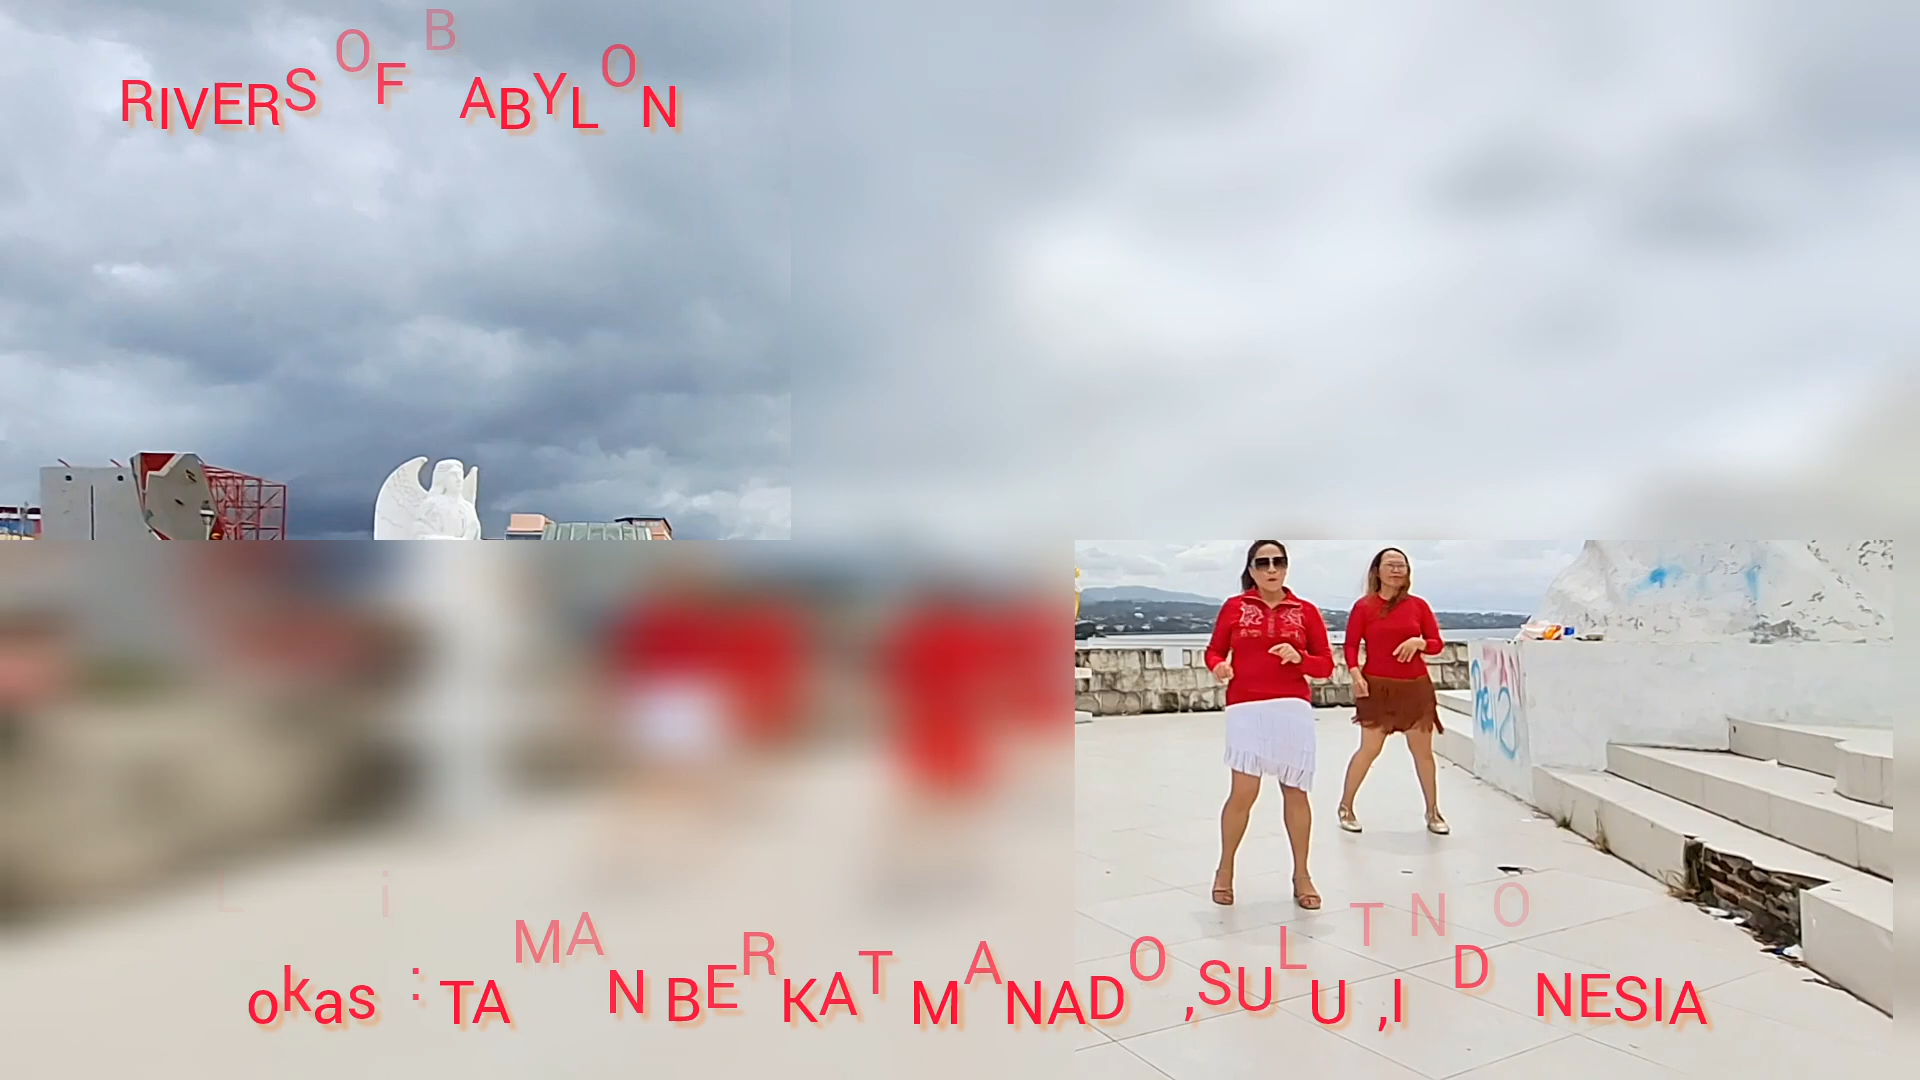 RIVERS OF BABYLON
Lokasi : TAMAN BERKAT MANADO ,SULUT ,INDONESIA